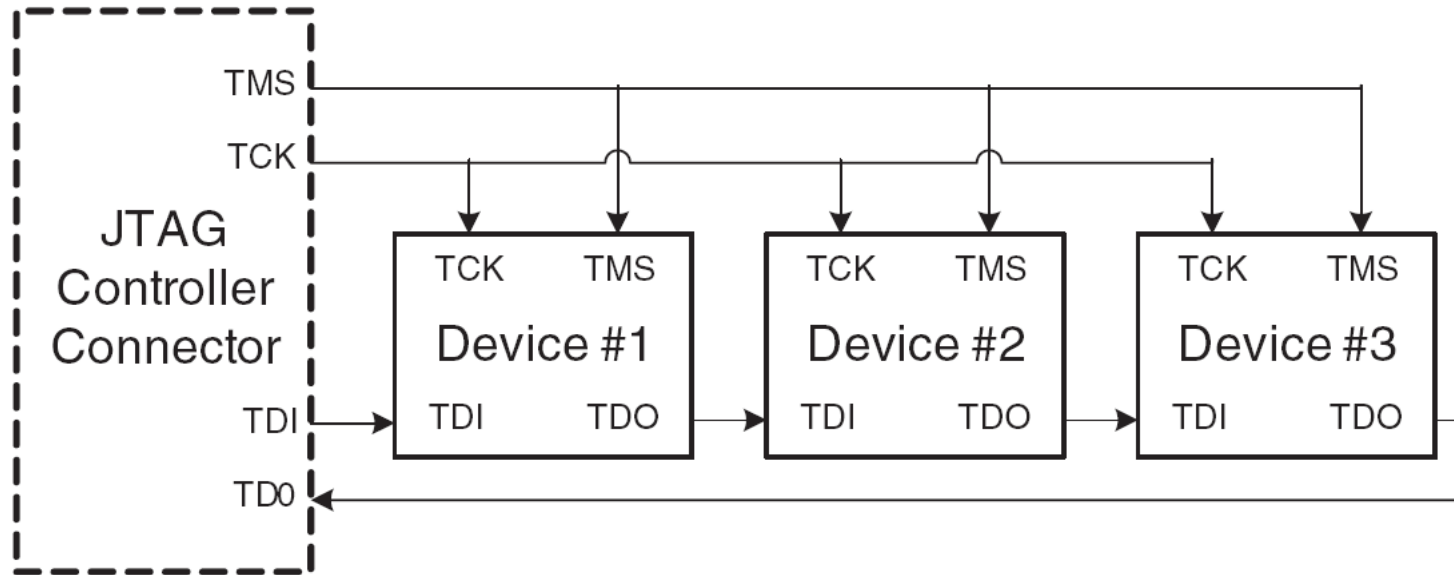 TMS
TCK
JTAG
Controller
Connector
TDI
TD0
TCK TMS
Device #1
TDI TDO
TCK TMS
Device #2
TDI TDO
TCK TMS
Device #3
TDI TDO